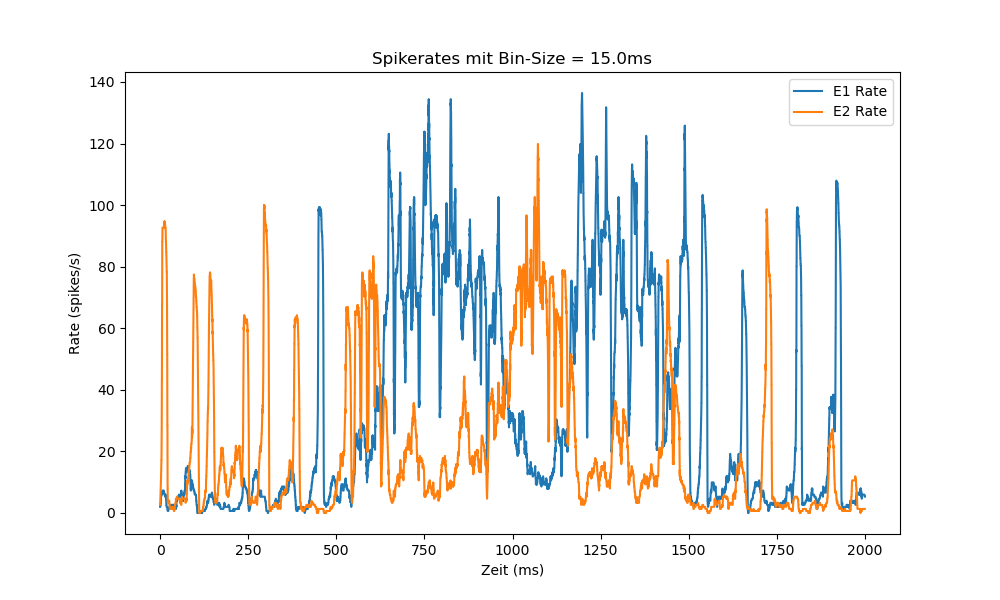 Spikerates mit Bin-Size = 15.0ms
E1 Rate
E2 Rate
140
120
100
80
60
40
20
0
Rate (spikes/s)
0 250 500 750 1000 1250 1500 1750 2000
Zeit (ms)